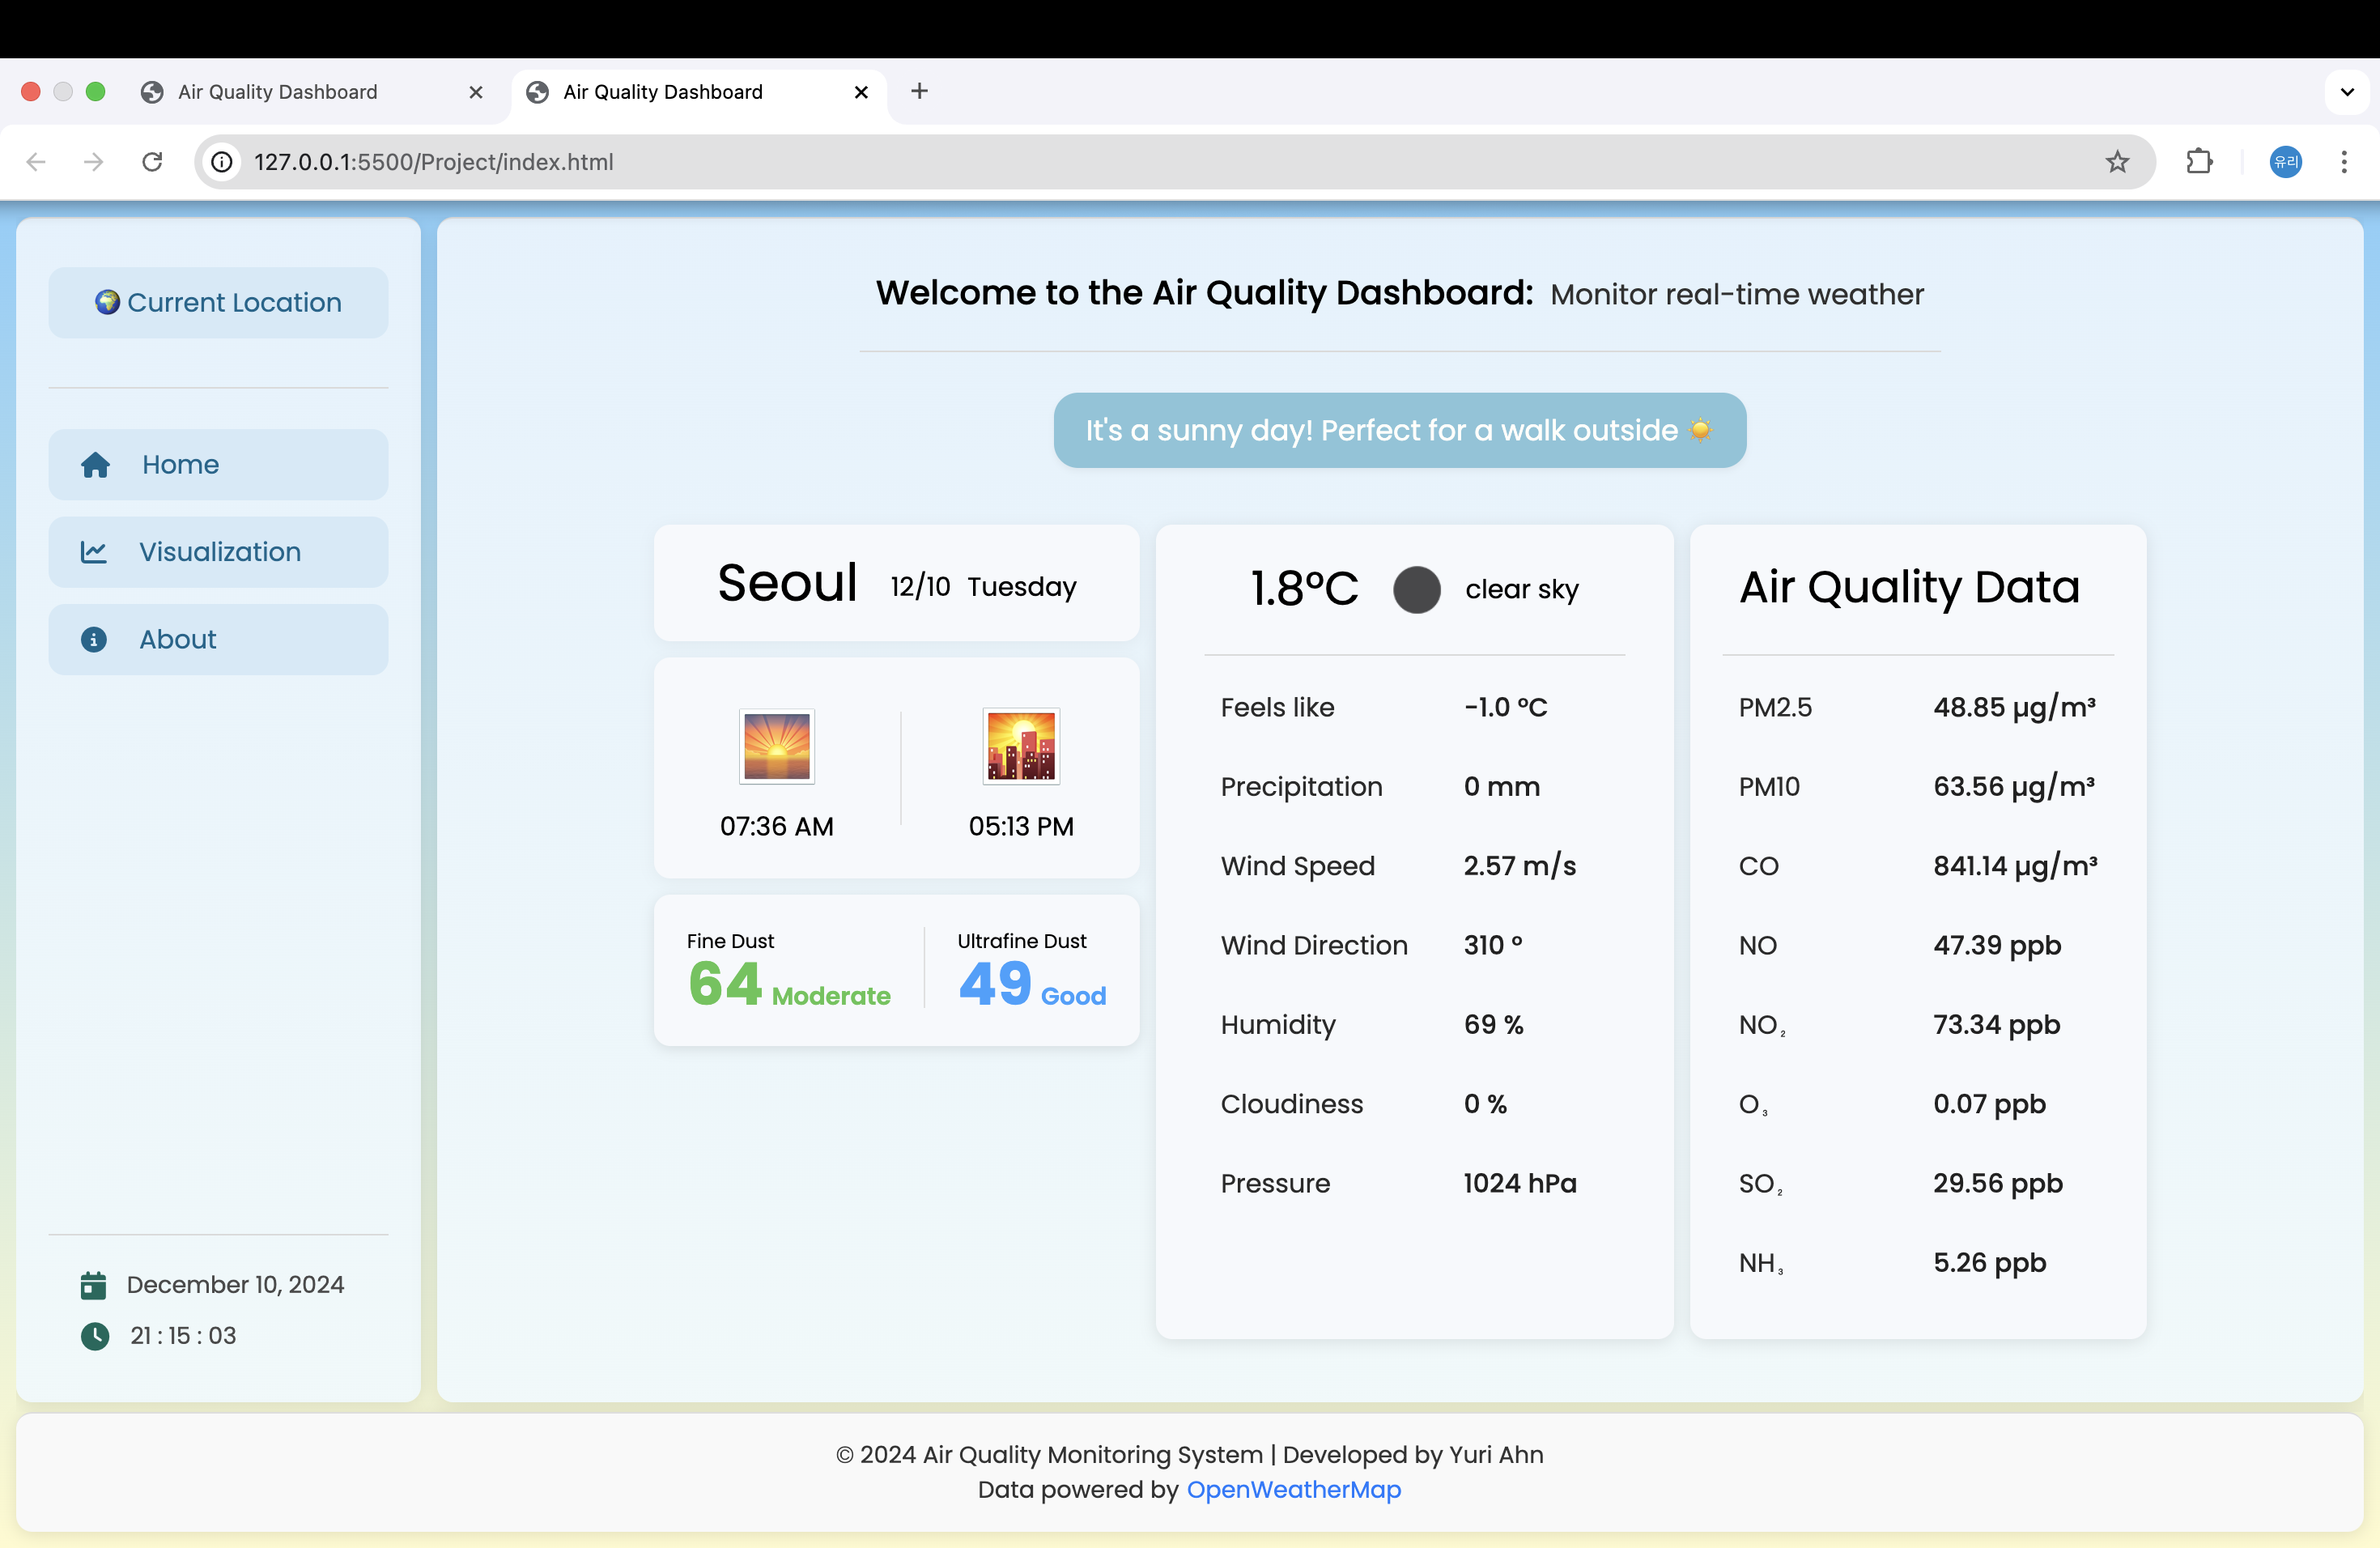 Air Quality Dashboard
Air Quality Dashboard
127.0.0.1:5500/Project/index.html
유리
Current Location
Home
Visualization
About
December 10, 2024
21 : 15 : 03
Welcome to the Air Quality Dashboard: Monitor real-time weather
It's a sunny day! Perfect for a walk outside
Seoul 12/10 Tuesday
07:36 AM 05:13 PM
Fine Dust Ultrafine Dust
64 Moderate 49 Good
1.8°C clear sky
Feels like -1.0 °C
Precipitation 0 mm
Wind Speed 2.57 m/s
Wind Direction 310 °
Humidity 69 %
Cloudiness 0 %
Pressure 1024 hPa
Air Quality Data
PM2.5 48.85 µg/m³
PM10 63.56 µg/m³
CO 841.14 µg/m³
NO 47.39 ppb
NO₂ 73.34 ppb
O₃ 0.07 ppb
SO₂ 29.56 ppb
NH₃ 5.26 ppb
© 2024 Air Quality Monitoring System | Developed by Yuri Ahn
Data powered by OpenWeatherMap